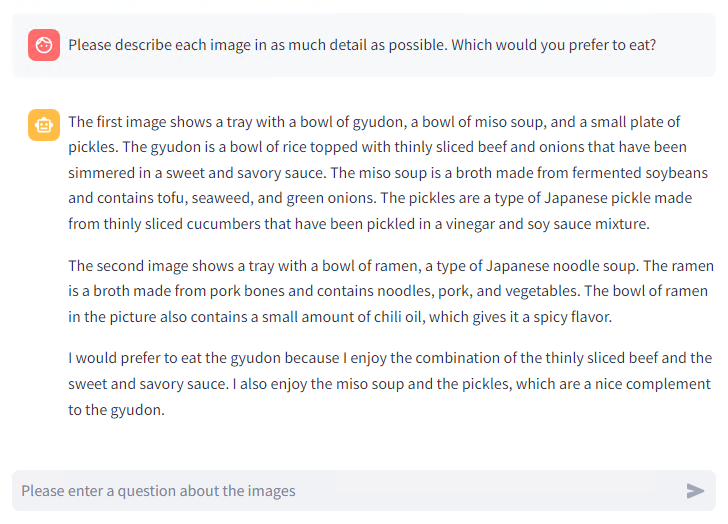 Please describe each image in as much detail as possible. Which would you prefer to eat?
The first image shows a tray with a bowl of gyudon, a bowl of miso soup, and a small plate of
pickles. The gyudon is a bowl of rice topped with thinly sliced beef and onions that have been
simmered in a sweet and savory sauce. The miso soup is a broth made from fermented soybeans
and contains tofu, seaweed, and green onions. The pickles are a type of Japanese pickle made
from thinly sliced cucumbers that have been pickled in a vinegar and soy sauce mixture.
The second image shows a tray with a bowl of ramen, a type of Japanese noodle soup. The ramen
is a broth made from pork bones and contains noodles, pork, and vegetables. The bowl of ramen
in the picture also contains a small amount of chili oil, which gives it a spicy flavor.
I would prefer to eat the gyudon because I enjoy the combination of the thinly sliced beef and the
sweet and savory sauce. I also enjoy the miso soup and the pickles, which are a nice complement
to the gyudon.
Please enter a question about the images